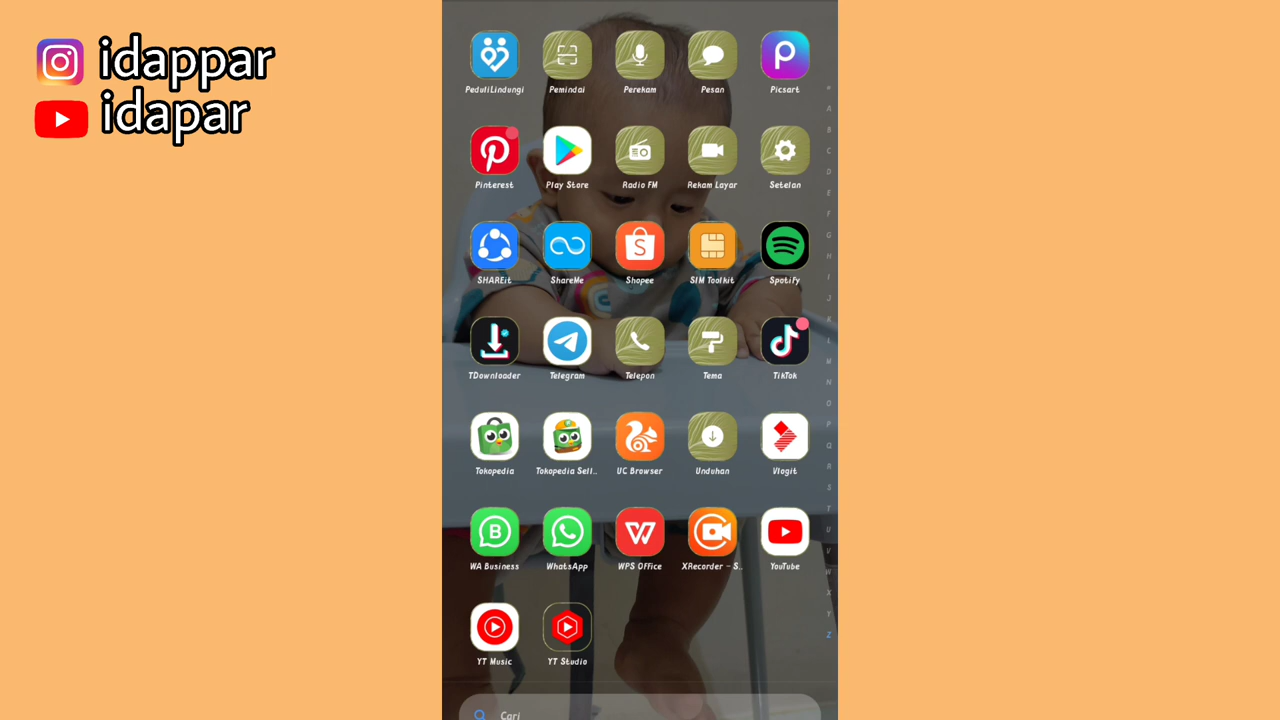 idappar
idapar
PeduliLindungi Pemindai Perekam Pesan Picsart
Pinterest Play Store Radio FM Rekam Layar Setelan
SHAREit ShareMe Shopee SIM Toolkit Spotify
TDownloader Telegram Telepon Tema TikTok
Tokopedia Tokopedia Sell.. UC Browser Unduhan Vlogit
WA Business WhatsApp WPS Office XRecorder - S.. YouTube
YT Music YT Studio
Cari
A
B
C
D
E
F
G
H
I
J
K
L
M
N
O
P
Q
R
S
T
U
V
W
X
Y
Z